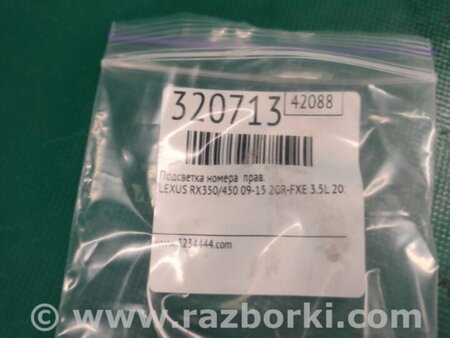 320713 42088
Подсветка номера прав.
LEXUS RX350/450 09-15 2GR-FXE 3.5L 20
www.3234444.com
© www.razborki.com